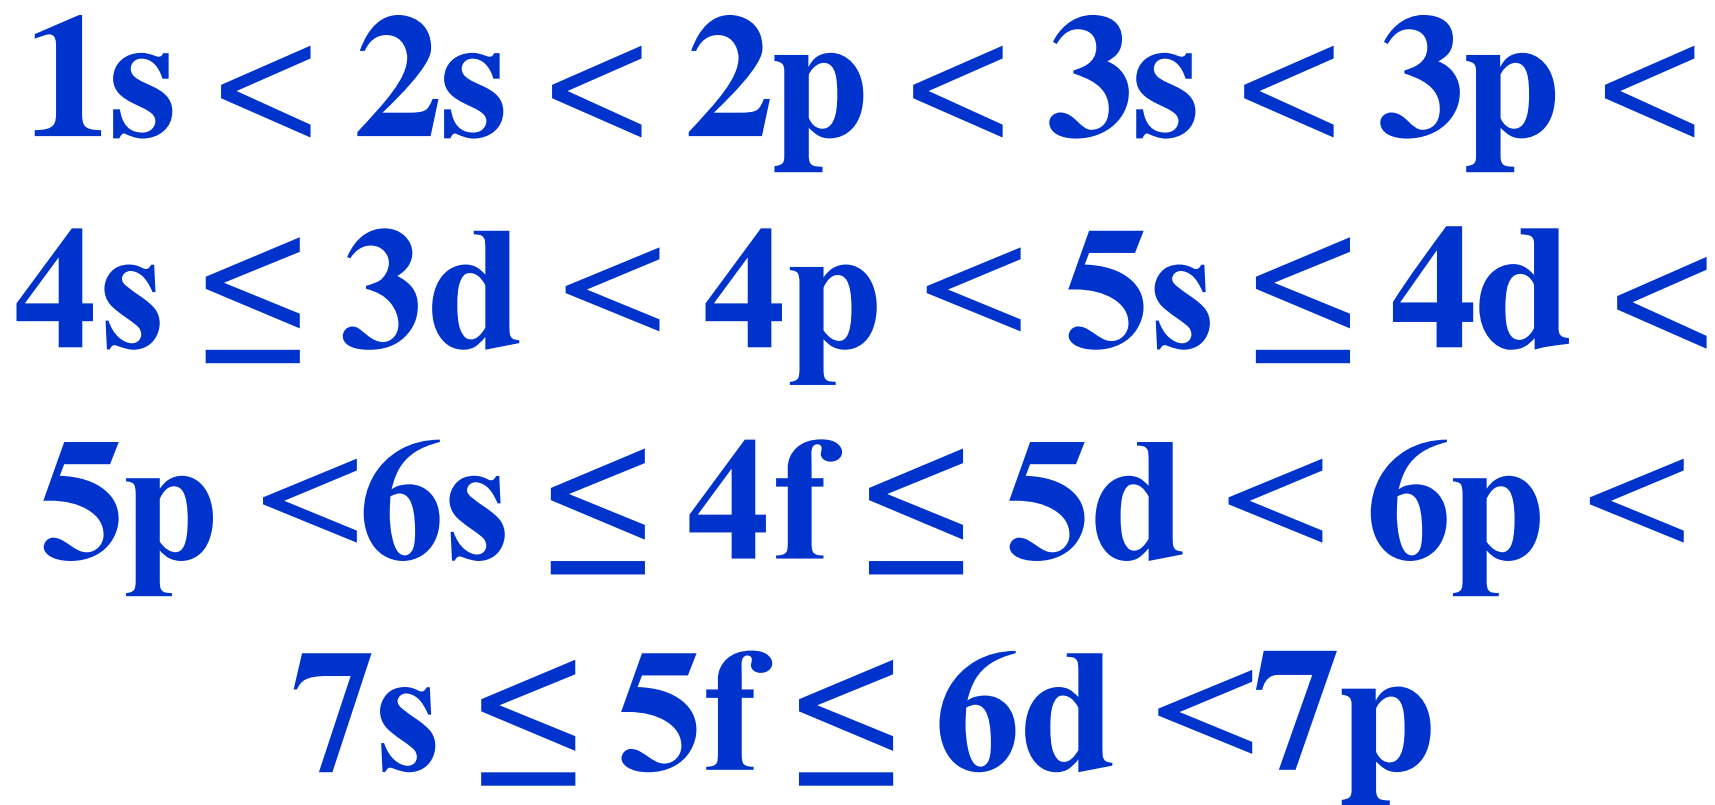 1s < 2s < 2p < 3s < 3p <
4s ≤ 3d < 4p < 5s ≤ 4d <
5p <6s ≤ 4f ≤ 5d < 6p <
7s ≤ 5f ≤ 6d <7p